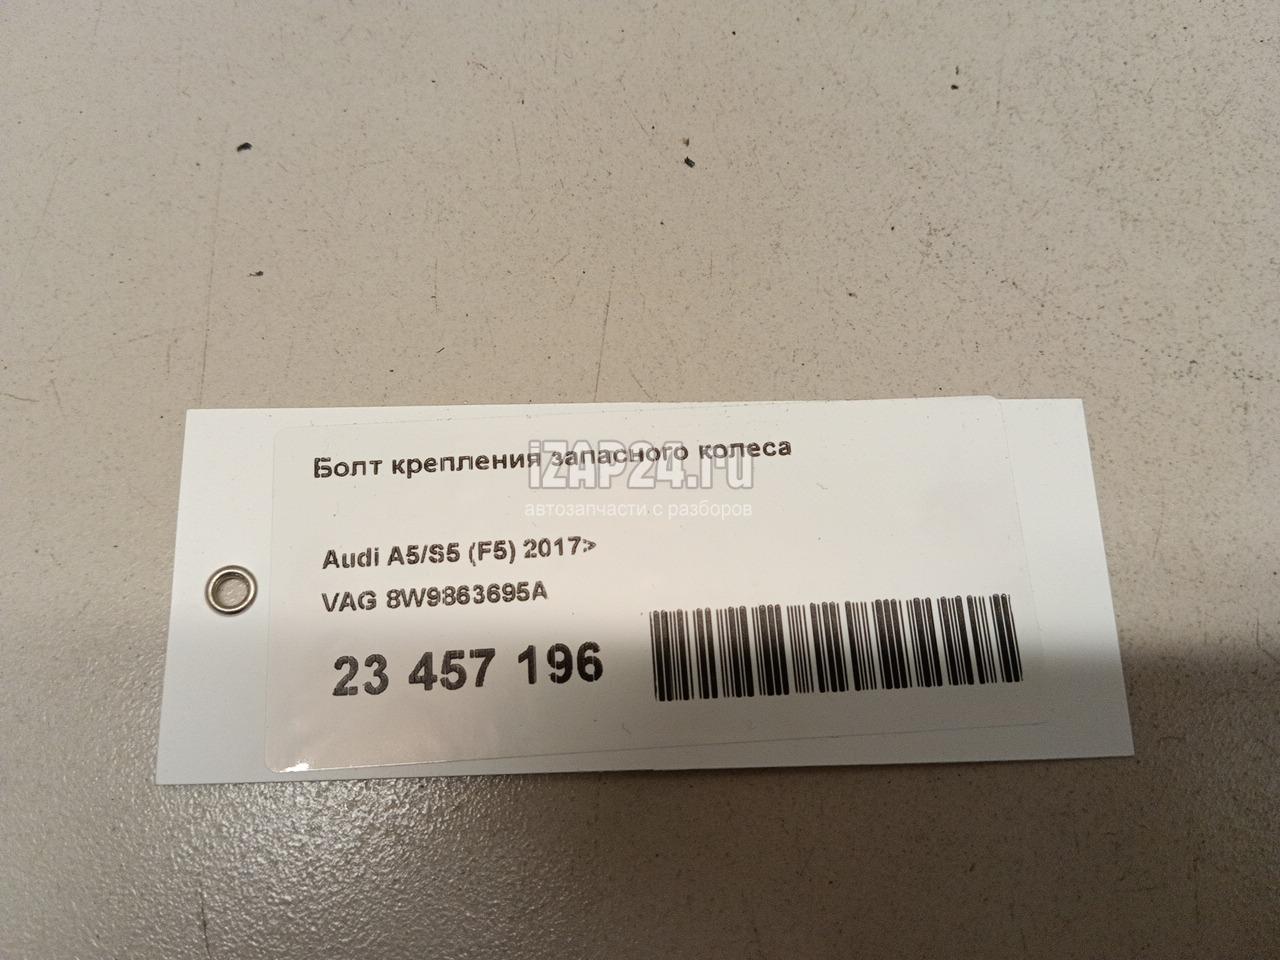 Болт крепления запасного колеса
iZAP24.ru
автозапчасти с разборов
Audi A5/S5 (F5) 2017>
VAG 8W9863695A
23 457 196